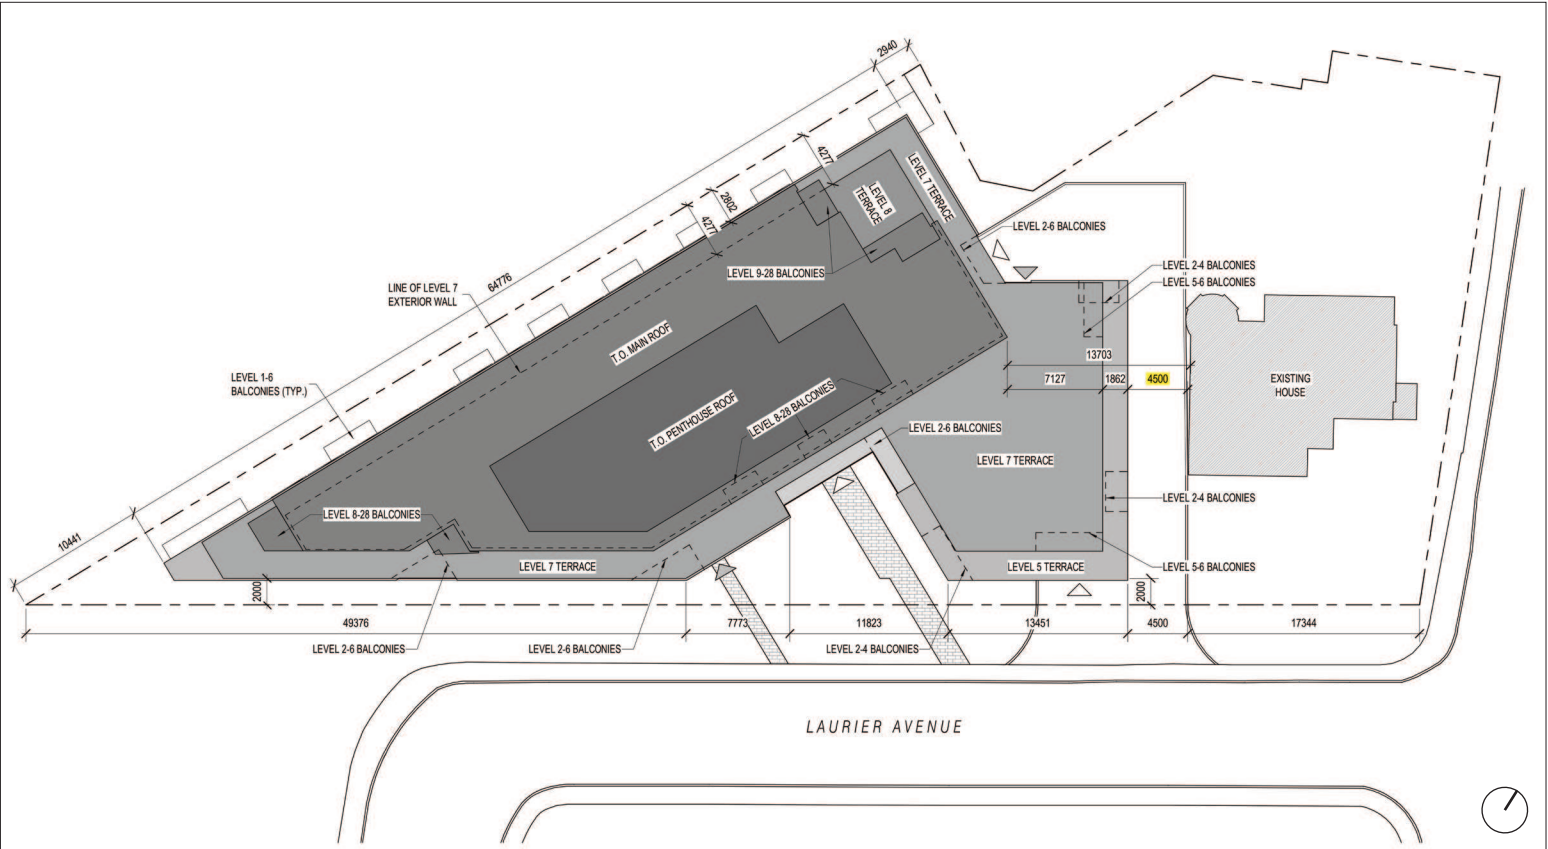 2940
4277
LEVEL 7 TERRACE
LEVEL 8
TERRACE
2802
4277
LEVEL 2-6 BALCONIES
LEVEL 9-28 BALCONIES
LEVEL 2-4 BALCONIES
LEVEL 5-6 BALCONIES
64776
LINE OF LEVEL 7
EXTERIOR WALL
T.O. MAIN ROOF
13703
7127
1862
4500
EXISTING
HOUSE
LEVEL 1-6
BALCONIES (TYP.)
T.O. PENTHOUSE ROOF
LEVEL 8-28 BALCONIES
LEVEL 2-6 BALCONIES
LEVEL 7 TERRACE
LEVEL 2-4 BALCONIES
LEVEL 8-28 BALCONIES
10441
LEVEL 7 TERRACE
LEVEL 5 TERRACE
LEVEL 5-6 BALCONIES
2000
2000
49376
7773
11823
13451
4500
17344
LEVEL 2-6 BALCONIES
LEVEL 2-6 BALCONIES
LEVEL 2-4 BALCONIES
LAURIER AVENUE